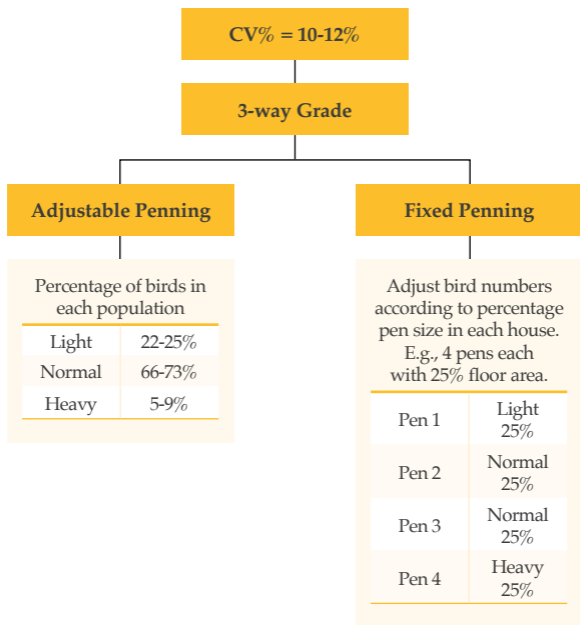 CV% = 10-12%
3-way Grade
Adjustable Penning
Percentage of birds in
each population
Light 22-25%
Normal 66-73%
Heavy 5-9%
Fixed Penning
Adjust bird numbers
according to percentage
pen size in each house.
E.g., 4 pens each
with 25% floor area.
Pen 1 Light
25%
Pen 2 Normal
25%
Pen 3 Normal
25%
Pen 4 Heavy
25%